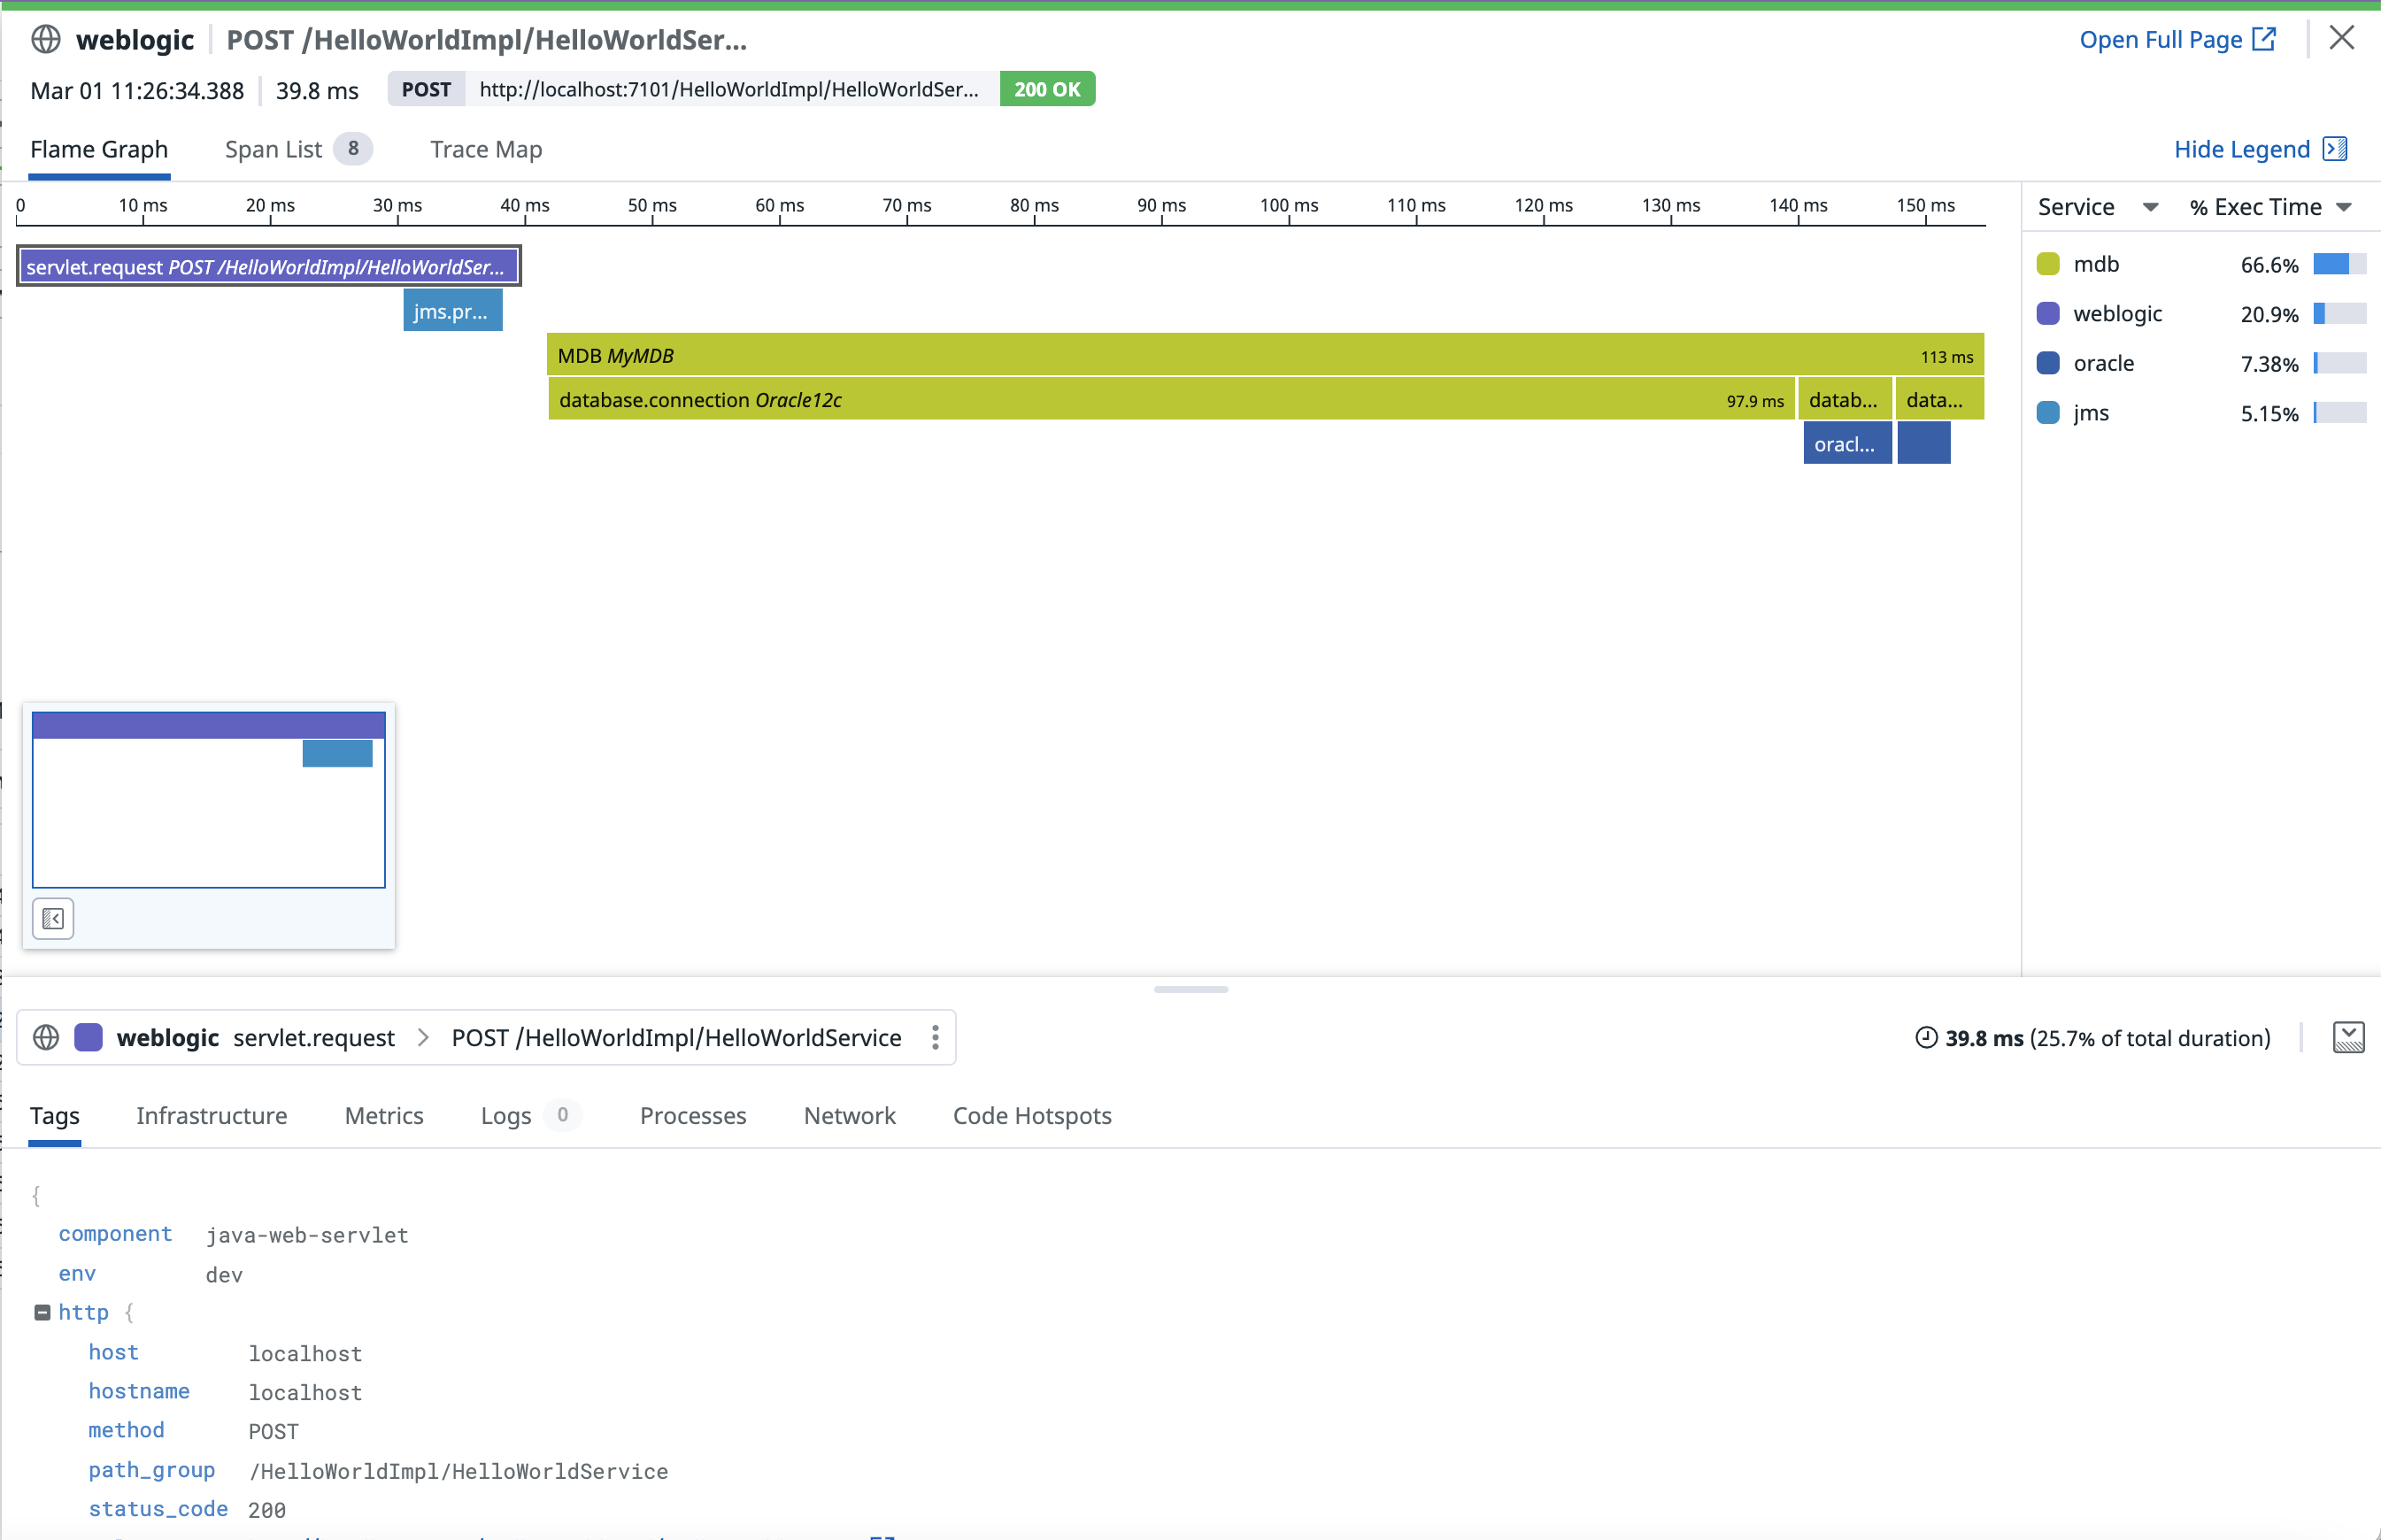 weblogic POST /HelloWorldImpl/HelloWorldSer...
Open Full Page
Mar 01 11:26:34.388 39.8 ms POST http://localhost:7101/HelloWorldImpl/HelloWorldSer... 200 OK
Flame Graph Span List 8 Trace Map
Hide Legend
0 10 ms 20 ms 30 ms 40 ms 50 ms 60 ms 70 ms 80 ms 90 ms 100 ms 110 ms 120 ms 130 ms 140 ms 150 ms
servlet.request POST /HelloWorldImpl/HelloWorldSer...
jms.pr...
MDB MyMDB 113 ms
database.connection Oracle12c 97.9 ms datab... data...
oracl...
Service % Exec Time
mdb 66.6%
weblogic 20.9%
oracle 7.38%
jms 5.15%
weblogic servlet.request POST /HelloWorldImpl/HelloWorldService
39.8 ms (25.7% of total duration)
Tags Infrastructure Metrics Logs 0 Processes Network Code Hotspots
{
component java-web-servlet
env dev
http {
host localhost
hostname localhost
method POST
path_group /HelloWorldImpl/HelloWorldService
status_code 200